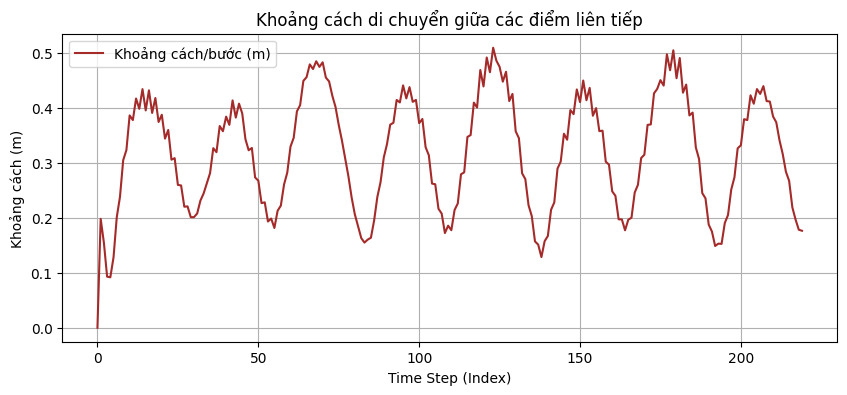 Khoảng cách di chuyển giữa các điểm liên tiếp
Khoảng cách/bước (m)
0.5
0.4
0.3
0.2
0.1
0.0
Khoảng cách (m)
0 50 100 150 200
Time Step (Index)